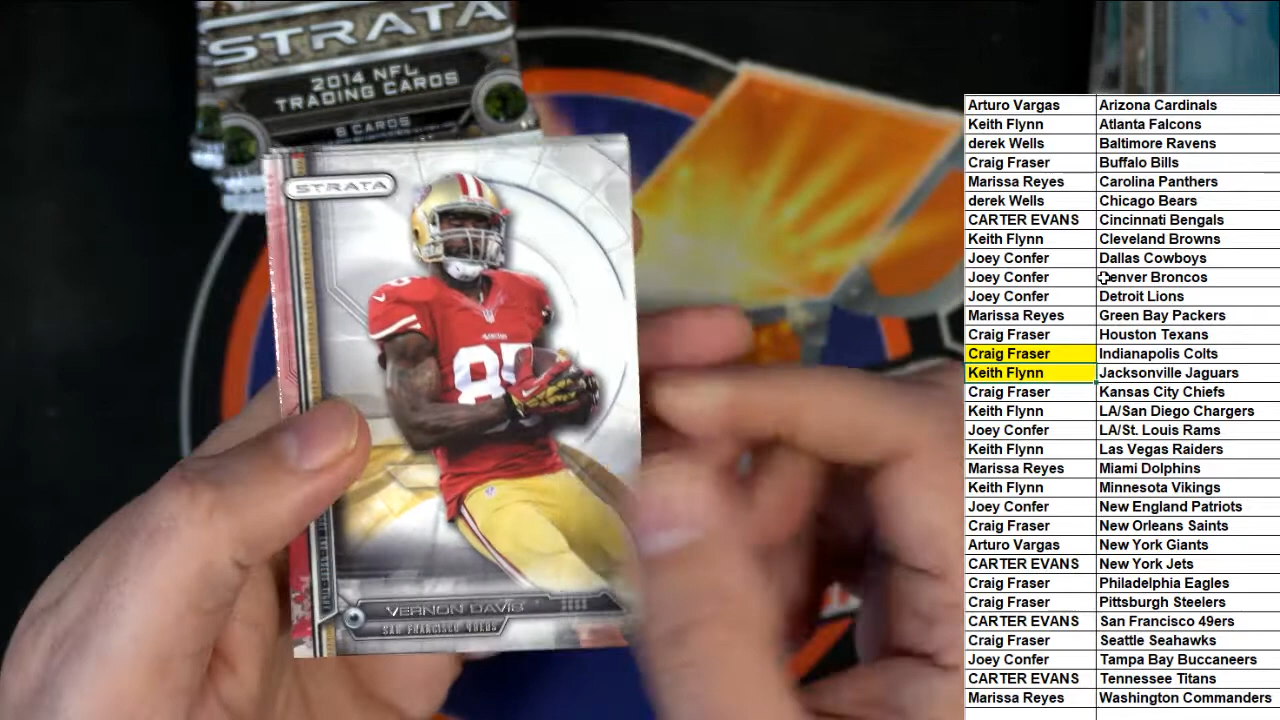 STRATA
2014 NFL
TRADING CARDS
8 CARDS
STRATA
85
VERNON DAVIS
SAN FRANCISCO 49ERS
Arturo Vargas Arizona Cardinals
Keith Flynn Atlanta Falcons
derek Wells Baltimore Ravens
Craig Fraser Buffalo Bills
Marissa Reyes Carolina Panthers
derek Wells Chicago Bears
CARTER EVANS Cincinnati Bengals
Keith Flynn Cleveland Browns
Joey Confer Dallas Cowboys
Joey Confer Denver Broncos
Joey Confer Detroit Lions
Marissa Reyes Green Bay Packers
Craig Fraser Houston Texans
Craig Fraser Indianapolis Colts
Keith Flynn Jacksonville Jaguars
Craig Fraser Kansas City Chiefs
Keith Flynn LA/San Diego Chargers
Joey Confer LA/St. Louis Rams
Keith Flynn Las Vegas Raiders
Marissa Reyes Miami Dolphins
Keith Flynn Minnesota Vikings
Joey Confer New England Patriots
Craig Fraser New Orleans Saints
Arturo Vargas New York Giants
CARTER EVANS New York Jets
Craig Fraser Philadelphia Eagles
Craig Fraser Pittsburgh Steelers
CARTER EVANS San Francisco 49ers
Craig Fraser Seattle Seahawks
Joey Confer Tampa Bay Buccaneers
CARTER EVANS Tennessee Titans
Marissa Reyes Washington Commanders